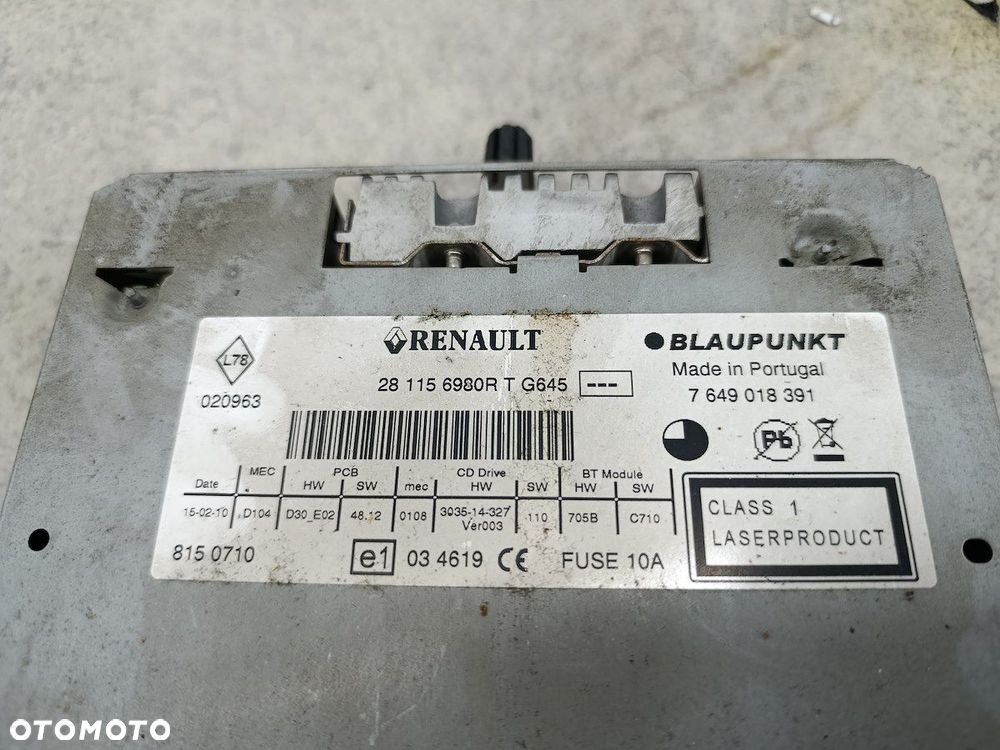 L78
020963
RENAULT
28 115 6980R T G645 ---
BLAUPUNKT
Made in Portugal
7 649 018 391
Pb
MEC PCB CD Drive BT Module
Date HW SW mec HW SW HW SW
15-02-10 D104 D30_E02 48.12 0108 3035-14-327 Ver003 110 705B C710
815 0710 e1 03 4619 CE FUSE 10A
CLASS 1
LASERPRODUCT
OTOMOTO